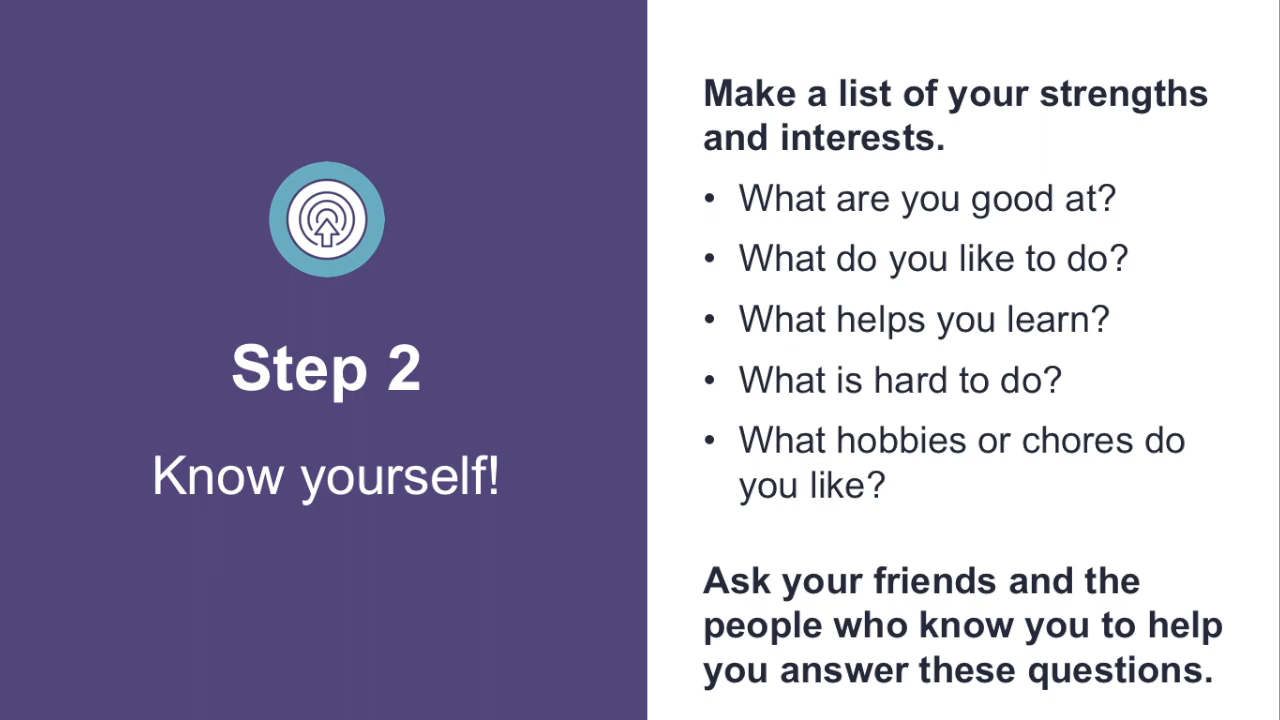 Step 2
Know yourself!
Make a list of your strengths
and interests.
• What are you good at?
• What do you like to do?
• What helps you learn?
• What is hard to do?
• What hobbies or chores do
you like?
Ask your friends and the
people who know you to help
you answer these questions.